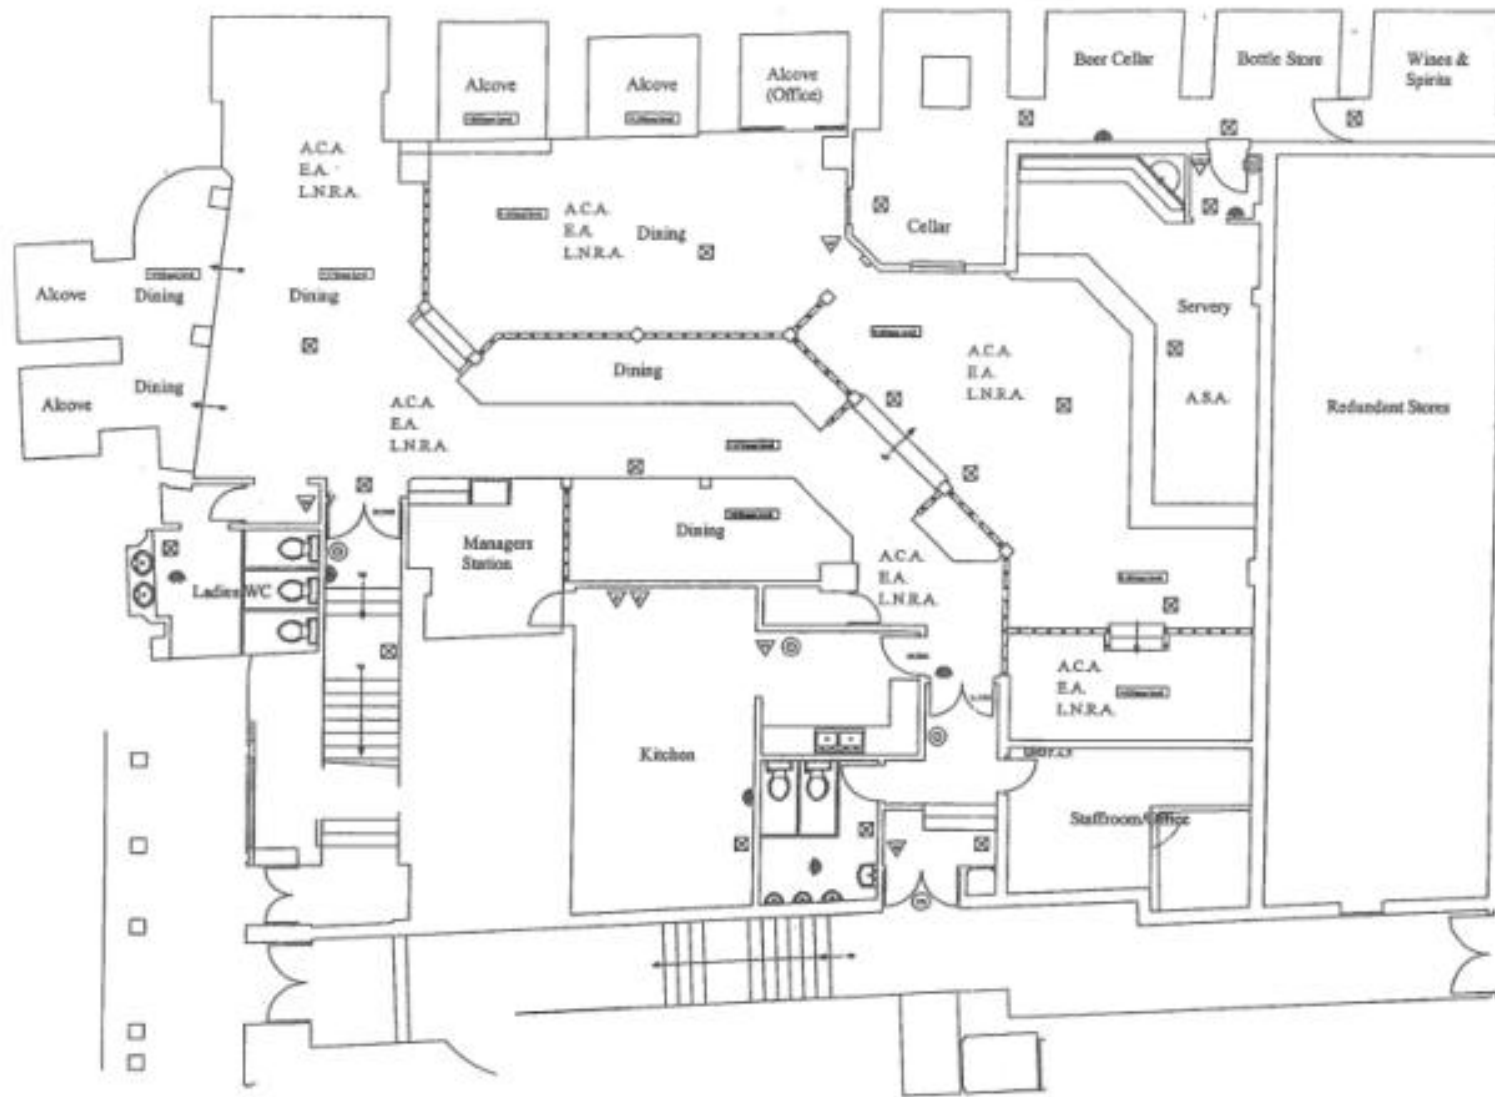 Alcove
Alcove
Alcove
(Office)
Beer Cellar
Bottle Store
Wines &
Spirits
A.C.A.
E.A.
L.N.R.A.
A.C.A.
E.A.
L.N.R.A.
Dining
Cellar
Alcove
Dining
Dining
Servery
A.C.A.
E.A.
L.N.R.A.
Dining
Alcove
Dining
A.C.A.
E.A.
L.N.R.A.
A.S.A.
Redundant Stores
Managers
Station
Dining
A.C.A.
E.A.
L.N.R.A.
Ladies WC
A.C.A.
E.A.
L.N.R.A.
Kitchen
Staffroom/Office